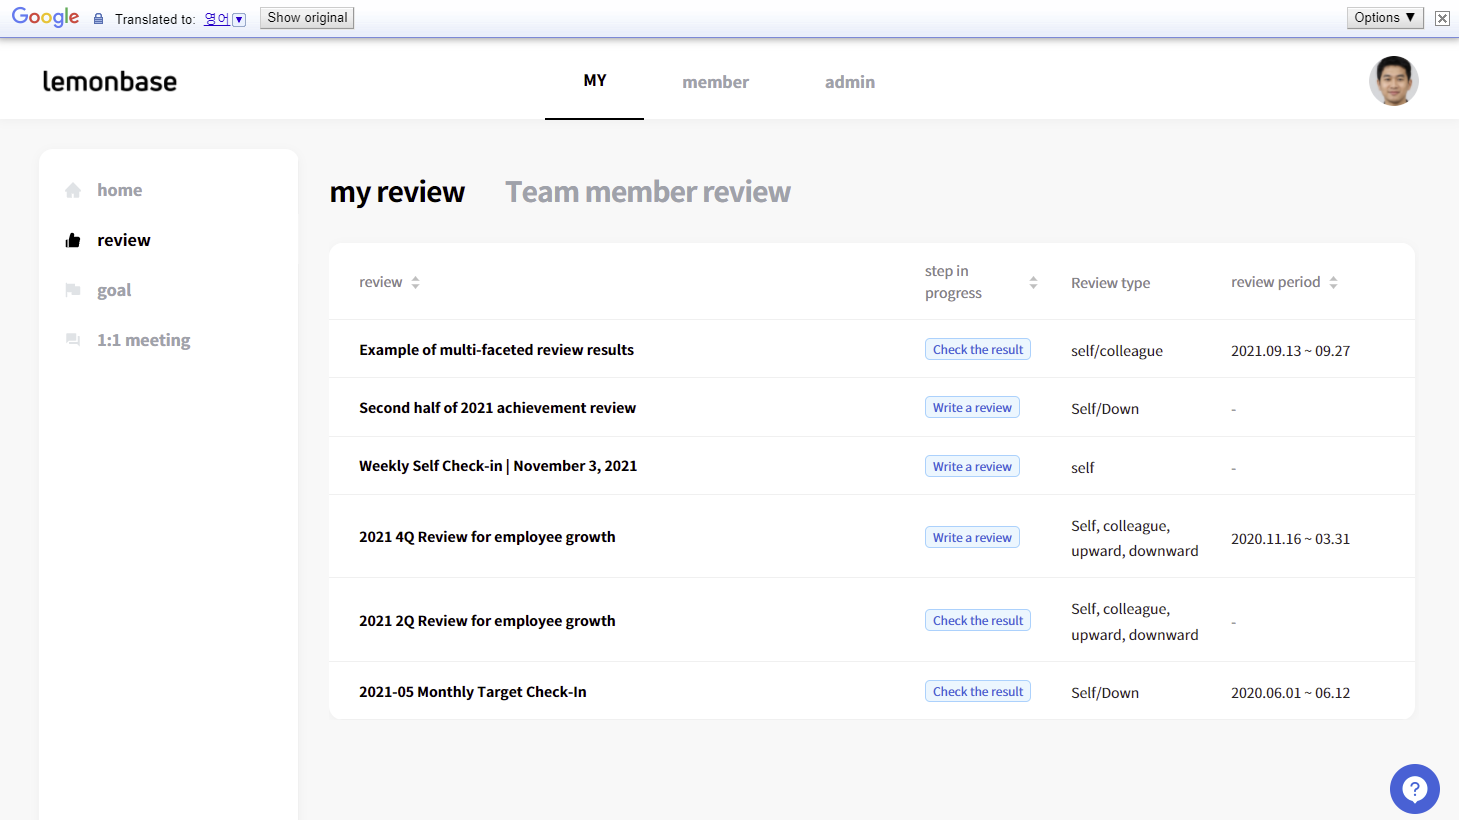 Google Translated to: 영어 Show original Options ▼
lemonbase MY member admin
home
review
goal
1:1 meeting
my review Team member review
review step in progress Review type review period
Example of multi-faceted review results Check the result self/colleague 2021.09.13 ~ 09.27
Second half of 2021 achievement review Write a review Self/Down -
Weekly Self Check-in | November 3, 2021 Write a review self -
2021 4Q Review for employee growth Write a review Self, colleague, upward, downward 2020.11.16 ~ 03.31
2021 2Q Review for employee growth Check the result Self, colleague, upward, downward -
2021-05 Monthly Target Check-In Check the result Self/Down 2020.06.01 ~ 06.12
?